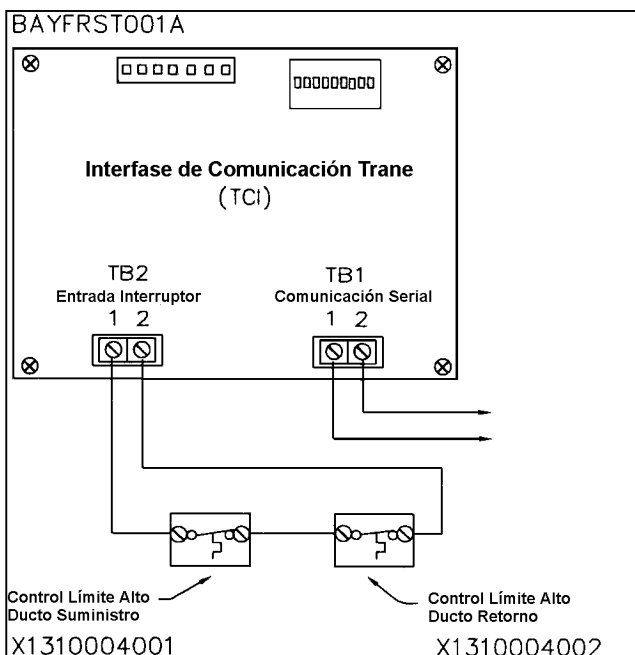 BAYFRST001A
Interfase de Comunicación Trane
(TCI)
TB2
Entrada Interruptor
1 2
TB1
Comunicación Serial
1 2
Control Límite Alto
Ducto Suministro
X1310004001
Control Límite Alto
Ducto Retorno
X1310004002